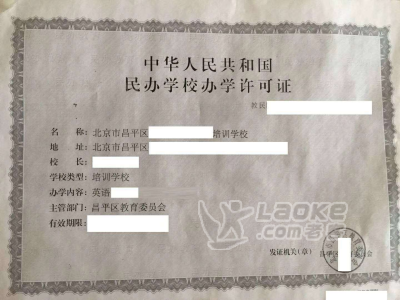 中华人民共和国
民办学校办学许可证
教民
名　　称：北京市昌平区 培训学校
地　　址：北京市昌平区
校　　长：
学校类型：培训学校
办学内容：英语
主管部门：昌平区教育委员会
有效期限：
LAOKE.COM
发证机关(章)